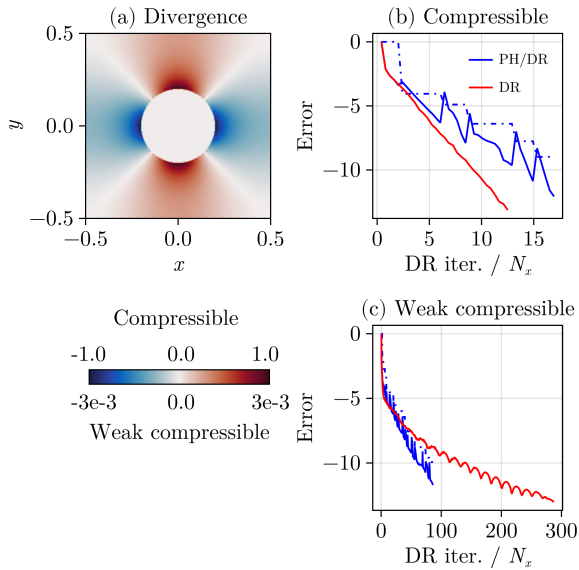 (a) Divergence
0.5
0.0
−0.5
y
−0.5 0.0 0.5
x
(b) Compressible
0
−5
−10
Error
PH/DR
DR
0 5 10 15
DR iter. / Nx
Compressible
-1.0 0.0 1.0
-3e-3 0.0 3e-3
Weak compressible
(c) Weak compressible
0
−5
−10
Error
0 100 200 300
DR iter. / Nx